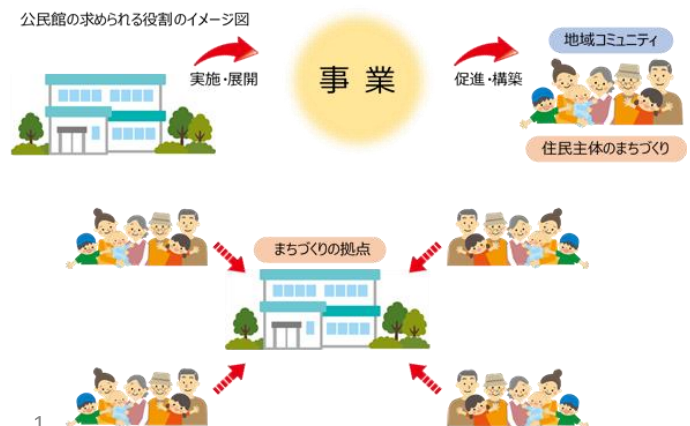 公民館の求められる役割のイメージ図
実施・展開
事業
促進・構築
地域コミュニティ
住民主体のまちづくり
まちづくりの拠点
1